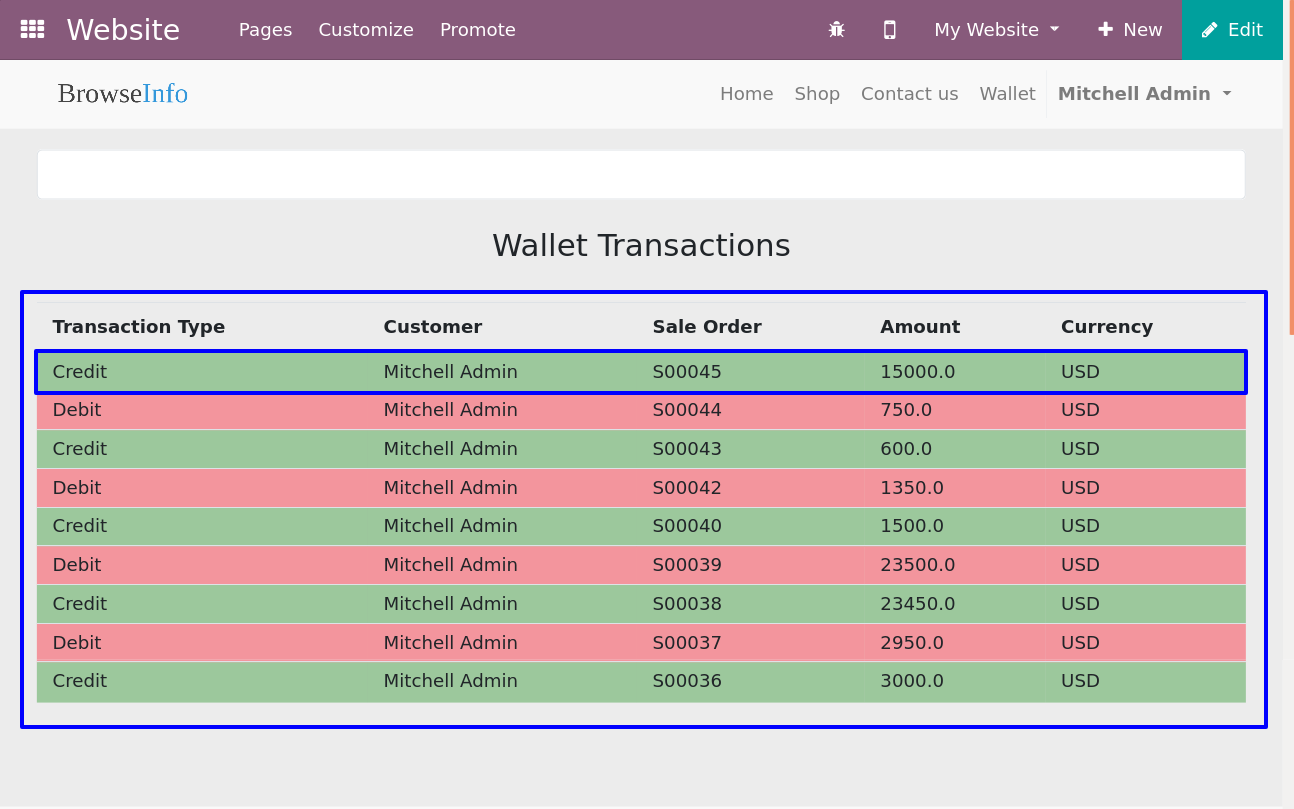 Website Pages Customize Promote My Website New Edit
BrowseInfo Home Shop Contact us Wallet Mitchell Admin
Wallet Transactions
Transaction Type Customer Sale Order Amount Currency
Credit Mitchell Admin S00045 15000.0 USD
Debit Mitchell Admin S00044 750.0 USD
Credit Mitchell Admin S00043 600.0 USD
Debit Mitchell Admin S00042 1350.0 USD
Credit Mitchell Admin S00040 1500.0 USD
Debit Mitchell Admin S00039 23500.0 USD
Credit Mitchell Admin S00038 23450.0 USD
Debit Mitchell Admin S00037 2950.0 USD
Credit Mitchell Admin S00036 3000.0 USD